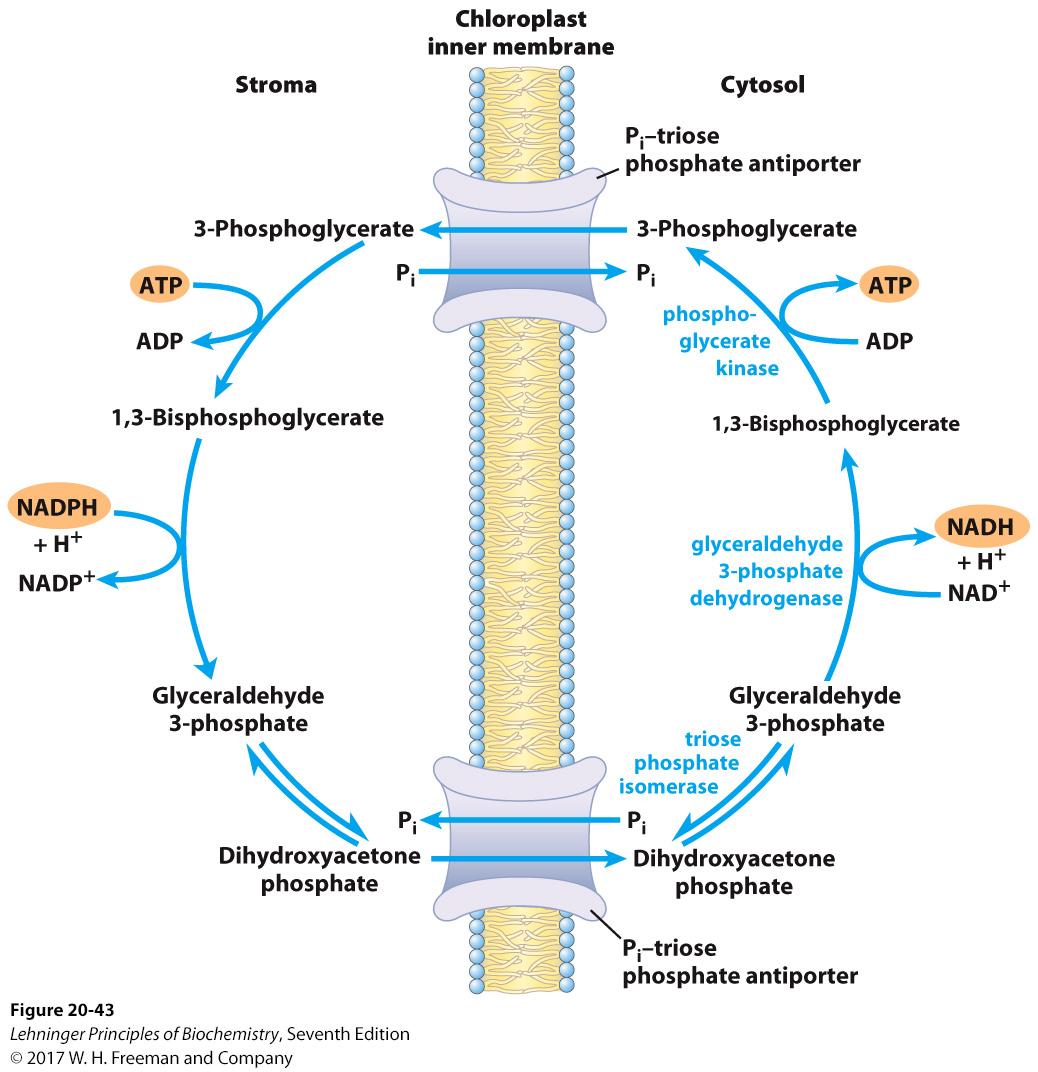 Chloroplast
inner membrane
Stroma
Cytosol
Pi–triose
phosphate antiporter
3-Phosphoglycerate
3-Phosphoglycerate
Pi
Pi
ATP
ADP
phospho-
glycerate
kinase
ATP
ADP
1,3-Bisphosphoglycerate
1,3-Bisphosphoglycerate
NADPH
+ H+
NADP+
glyceraldehyde
3-phosphate
dehydrogenase
NADH
+ H+
NAD+
Glyceraldehyde
3-phosphate
Glyceraldehyde
3-phosphate
triose
phosphate
isomerase
Pi
Pi
Dihydroxyacetone
phosphate
Dihydroxyacetone
phosphate
Pi–triose
phosphate antiporter
Figure 20-43
Lehninger Principles of Biochemistry, Seventh Edition
© 2017 W. H. Freeman and Company